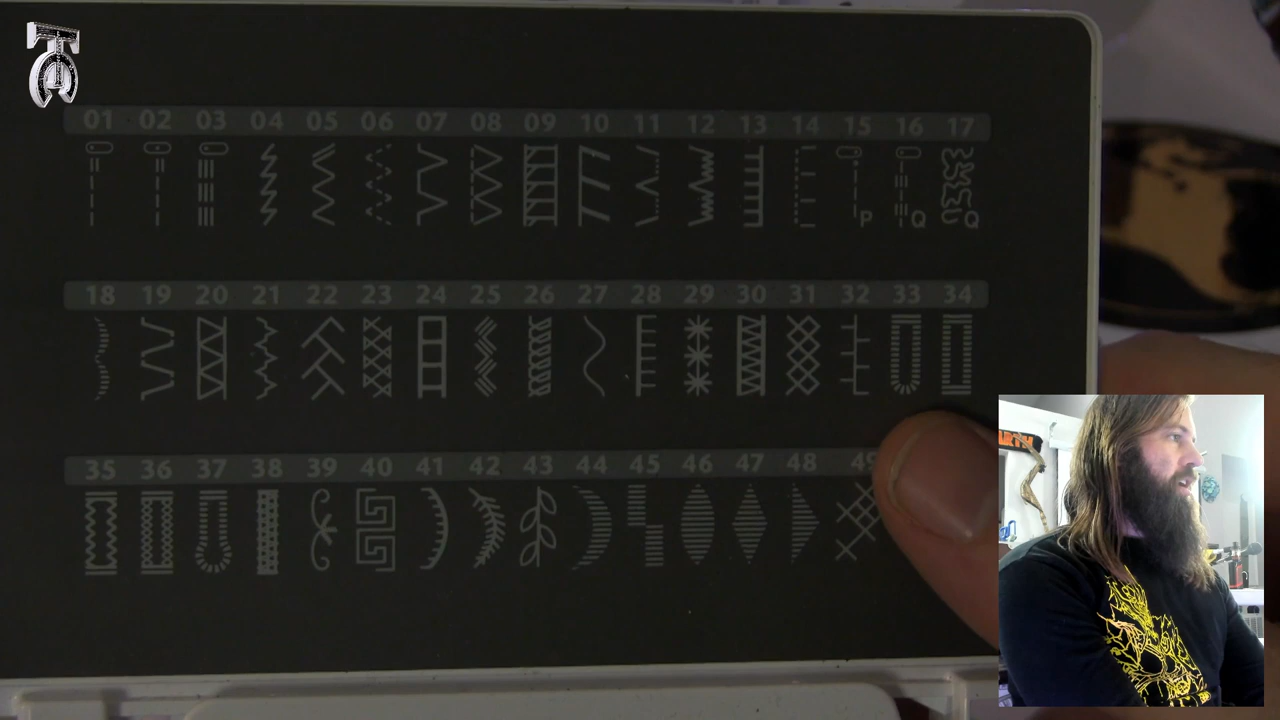 01 02 03 04 05 06 07 08 09 10 11 12 13 14 15 16 17
P Q Q
18 19 20 21 22 23 24 25 26 27 28 29 30 31 32 33 34
35 36 37 38 39 40 41 42 43 44 45 46 47 48 49
ARTH